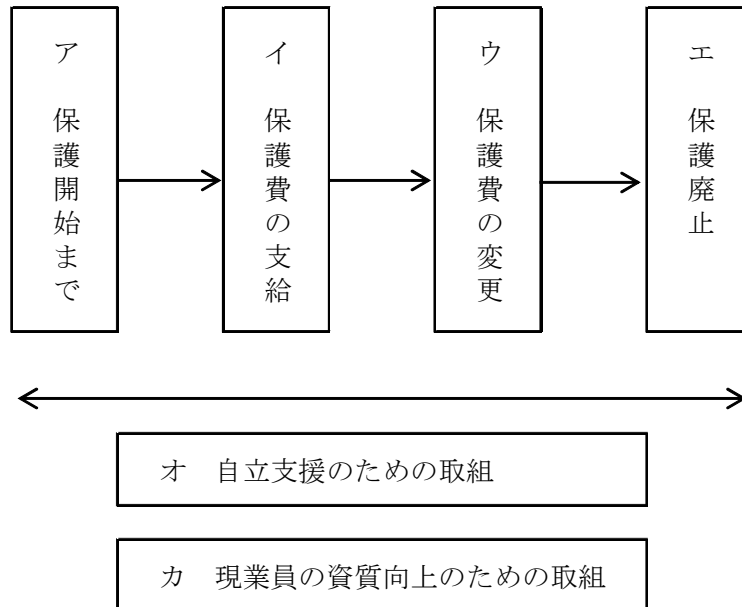 ア　保護開始まで
イ　保護費の支給
ウ　保護費の変更
エ　保護廃止
オ　自立支援のための取組
カ　現業員の資質向上のための取組